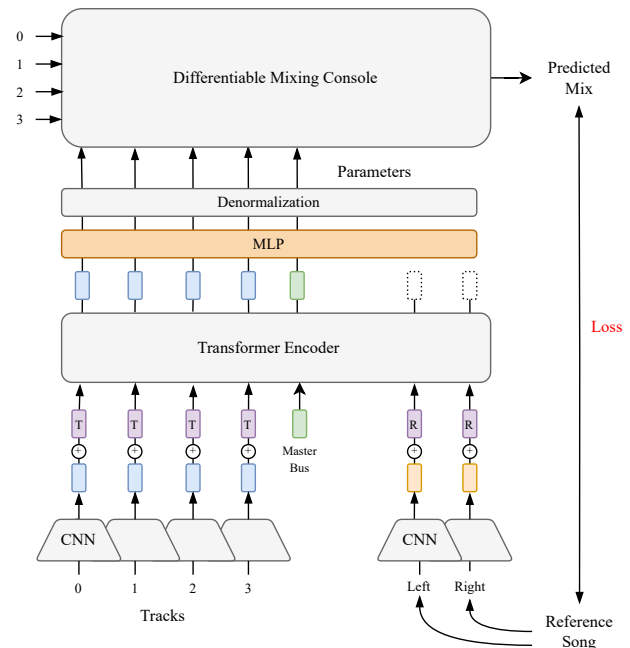 0
1
2
3
Differentiable Mixing Console
Predicted
Mix
Parameters
Denormalization
MLP
Loss
Transformer Encoder
T
T
T
T
R
R
+
+
+
+
+
+
Master
Bus
CNN
CNN
0
1
2
3
Left
Right
Tracks
Reference
Song